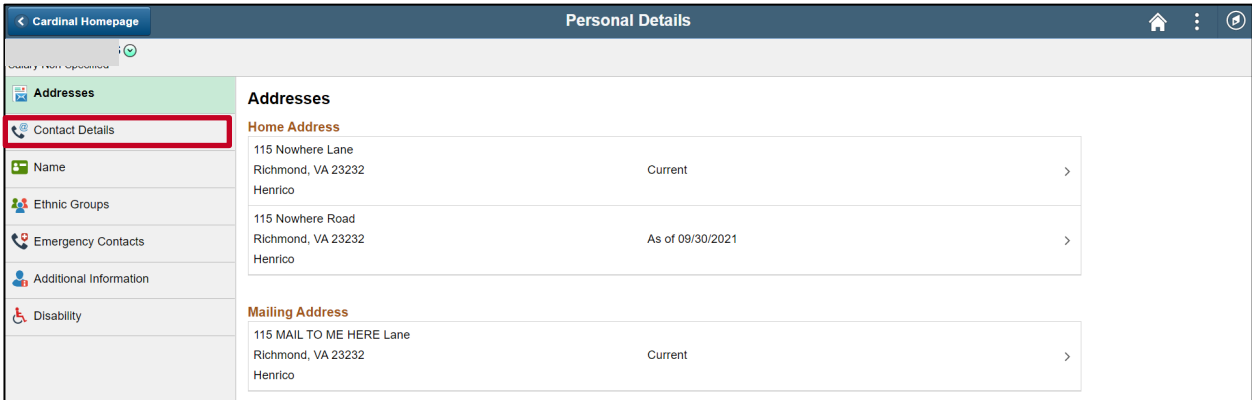 Cardinal Homepage
Personal Details
Addresses
Contact Details
Name
Ethnic Groups
Emergency Contacts
Additional Information
Disability
Addresses
Home Address
115 Nowhere Lane
Richmond, VA 23232 Current
Henrico
115 Nowhere Road
Richmond, VA 23232 As of 09/30/2021
Henrico
Mailing Address
115 MAIL TO ME HERE Lane
Richmond, VA 23232 Current
Henrico